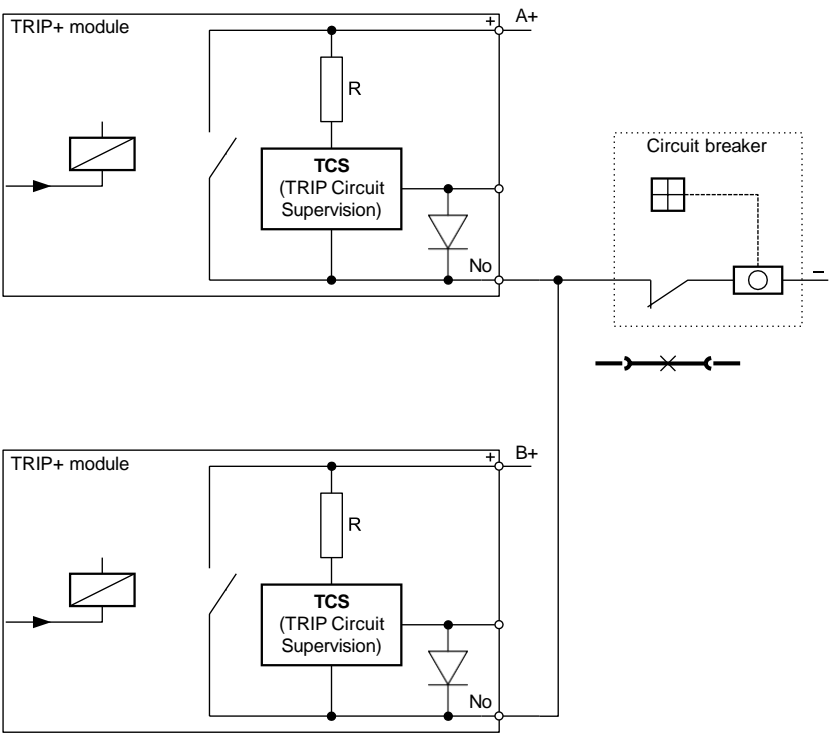 TRIP+ module
+ A+
R
TCS
(TRIP Circuit
Supervision)
No
Circuit breaker
–
TRIP+ module
+ B+
R
TCS
(TRIP Circuit
Supervision)
No